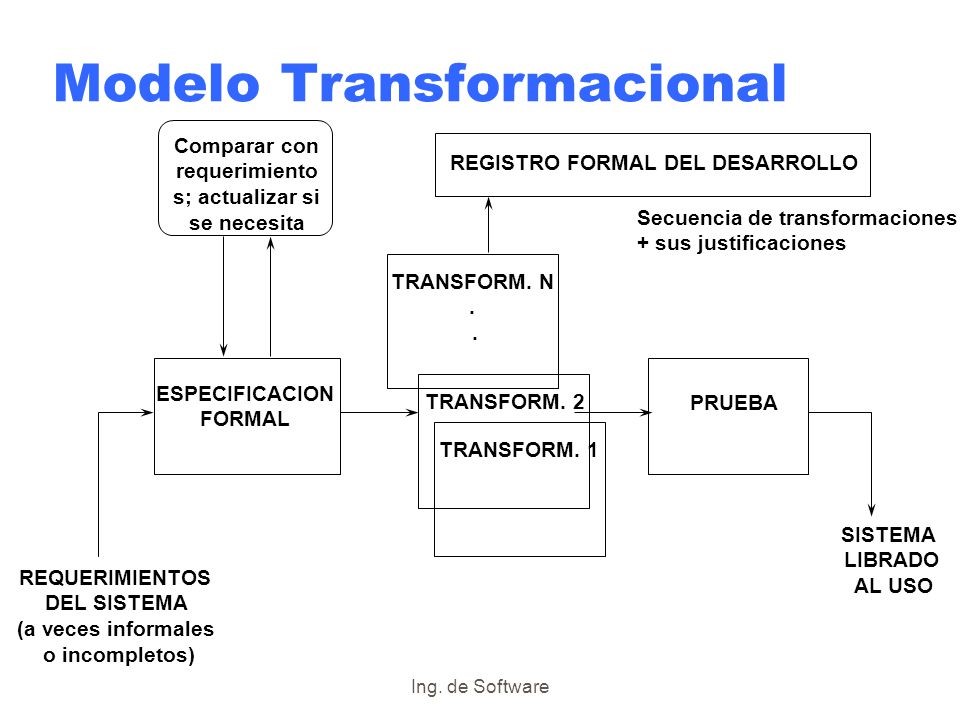 Modelo Transformacional
Comparar con
requerimiento
s; actualizar si
se necesita
REGISTRO FORMAL DEL DESARROLLO
Secuencia de transformaciones
+ sus justificaciones
TRANSFORM. N
.
.
ESPECIFICACION
FORMAL
TRANSFORM. 2
TRANSFORM. 1
PRUEBA
SISTEMA
LIBRADO
AL USO
REQUERIMIENTOS
DEL SISTEMA
(a veces informales
o incompletos)
Ing. de Software